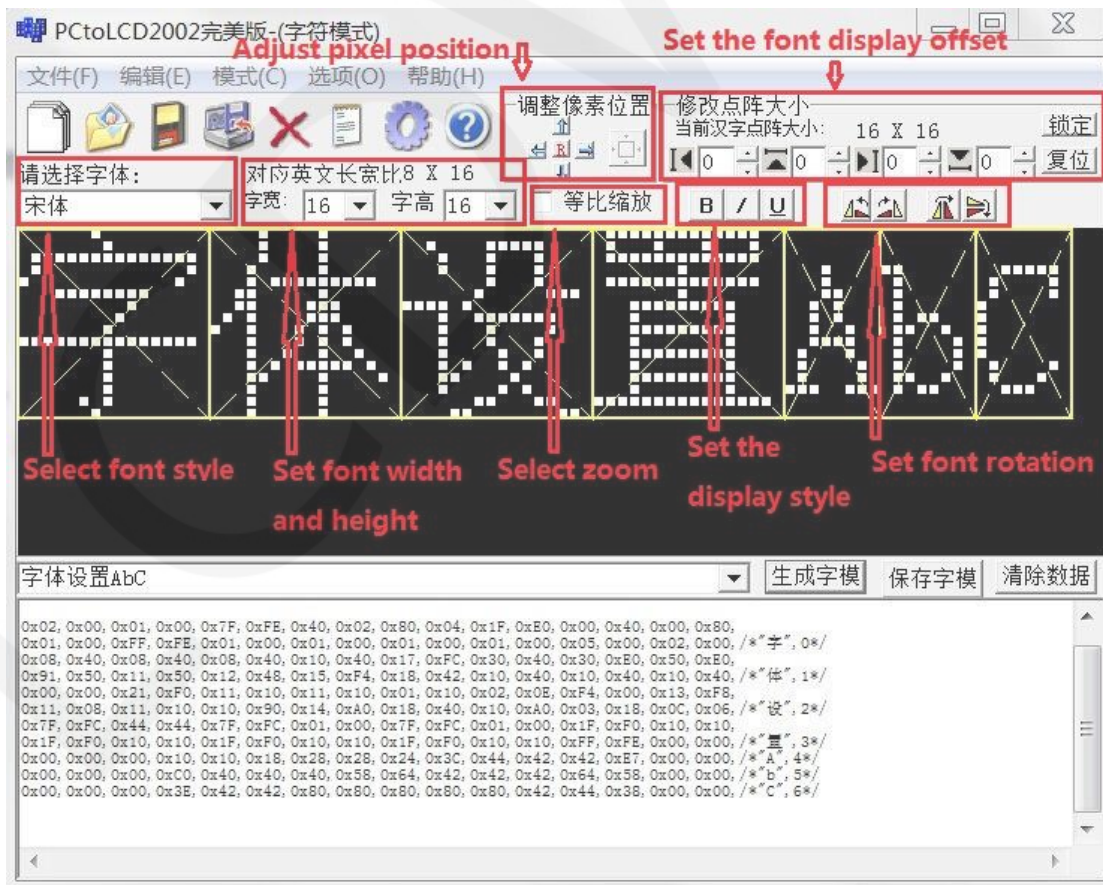 PCtoLCD2002完美版-(字符模式)
Adjust pixel position
Set the font display offset
文件(F) 编辑(E) 模式(C) 选项(O) 帮助(H)
调整像素位置
R
修改点阵大小
当前汉字点阵大小: 16 X 16
锁定
0 0 0 0 复位
请选择字体:
对应英文长宽比8 X 16
宋体
字宽: 16 字高 16
等比缩放
B I U
字体设置AbC
Select font style
Set font width
and height
Select zoom
Set the
display style
Set font rotation
字体设置AbC
生成字模 保存字模 清除数据
0x02, 0x00, 0x01, 0x00, 0x7F, 0xFE, 0x40, 0x02, 0x80, 0x04, 0x1F, 0xE0, 0x00, 0x40, 0x00, 0x80,
0x01, 0x00, 0xFF, 0xFE, 0x01, 0x00, 0x01, 0x00, 0x01, 0x00, 0x01, 0x00, 0x05, 0x00, 0x02, 0x00, /*"字", 0*/
0x08, 0x40, 0x08, 0x40, 0x08, 0x40, 0x10, 0x40, 0x17, 0xFC, 0x30, 0x40, 0x30, 0xE0, 0x50, 0xE0,
0x91, 0x50, 0x11, 0x50, 0x12, 0x48, 0x15, 0xF4, 0x18, 0x42, 0x10, 0x40, 0x10, 0x40, 0x10, 0x40, /*"体", 1*/
0x00, 0x00, 0x21, 0xF0, 0x11, 0x10, 0x11, 0x10, 0x01, 0x10, 0x02, 0x0E, 0xF4, 0x00, 0x13, 0xF8,
0x11, 0x08, 0x11, 0x10, 0x10, 0x90, 0x14, 0xA0, 0x18, 0x40, 0x10, 0xA0, 0x03, 0x18, 0x0C, 0x06, /*"设", 2*/
0x7F, 0xFC, 0x44, 0x44, 0x7F, 0xFC, 0x01, 0x00, 0x7F, 0xFC, 0x01, 0x00, 0x1F, 0xF0, 0x10, 0x10,
0x1F, 0xF0, 0x10, 0x10, 0x1F, 0xF0, 0x10, 0x10, 0x1F, 0xF0, 0x10, 0x10, 0xFF, 0xFE, 0x00, 0x00, /*"置", 3*/
0x00, 0x00, 0x00, 0x10, 0x10, 0x18, 0x28, 0x28, 0x24, 0x3C, 0x44, 0x42, 0x42, 0xE7, 0x00, 0x00, /*"A", 4*/
0x00, 0x00, 0x00, 0xC0, 0x40, 0x40, 0x40, 0x58, 0x64, 0x42, 0x42, 0x42, 0x64, 0x58, 0x00, 0x00, /*"b", 5*/
0x00, 0x00, 0x00, 0x3E, 0x42, 0x42, 0x80, 0x80, 0x80, 0x80, 0x80, 0x42, 0x44, 0x38, 0x00, 0x00, /*"C", 6*/